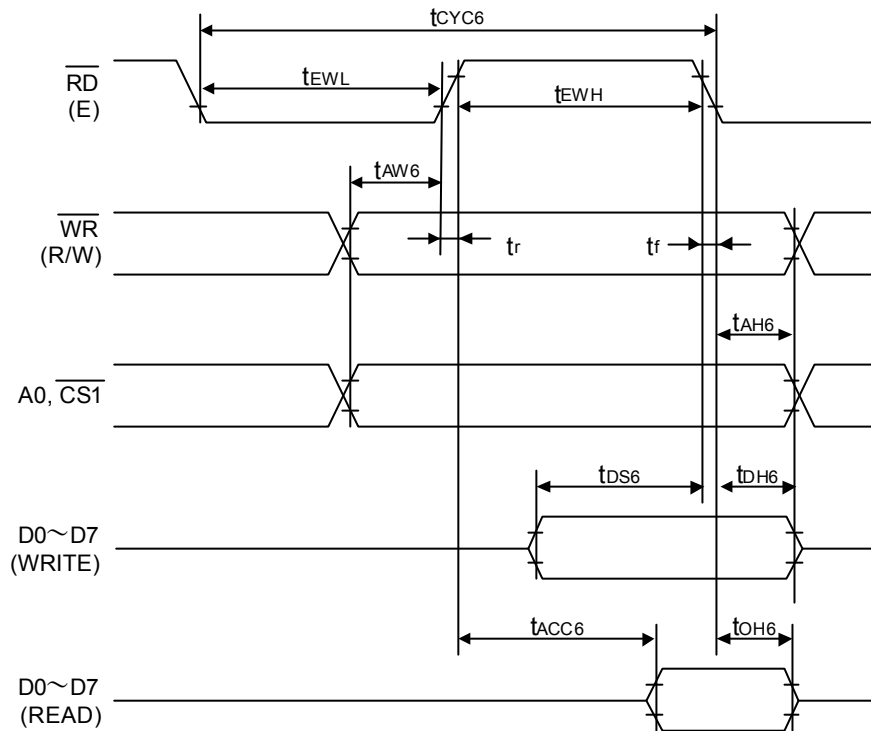 tCYC6
RD
(E)
tEWL
tEWH
tAW6
WR
(R/W)
tr
tf
tAH6
A0, CS1
tDS6
tDH6
D0～D7
(WRITE)
tACC6
tOH6
D0～D7
(READ)